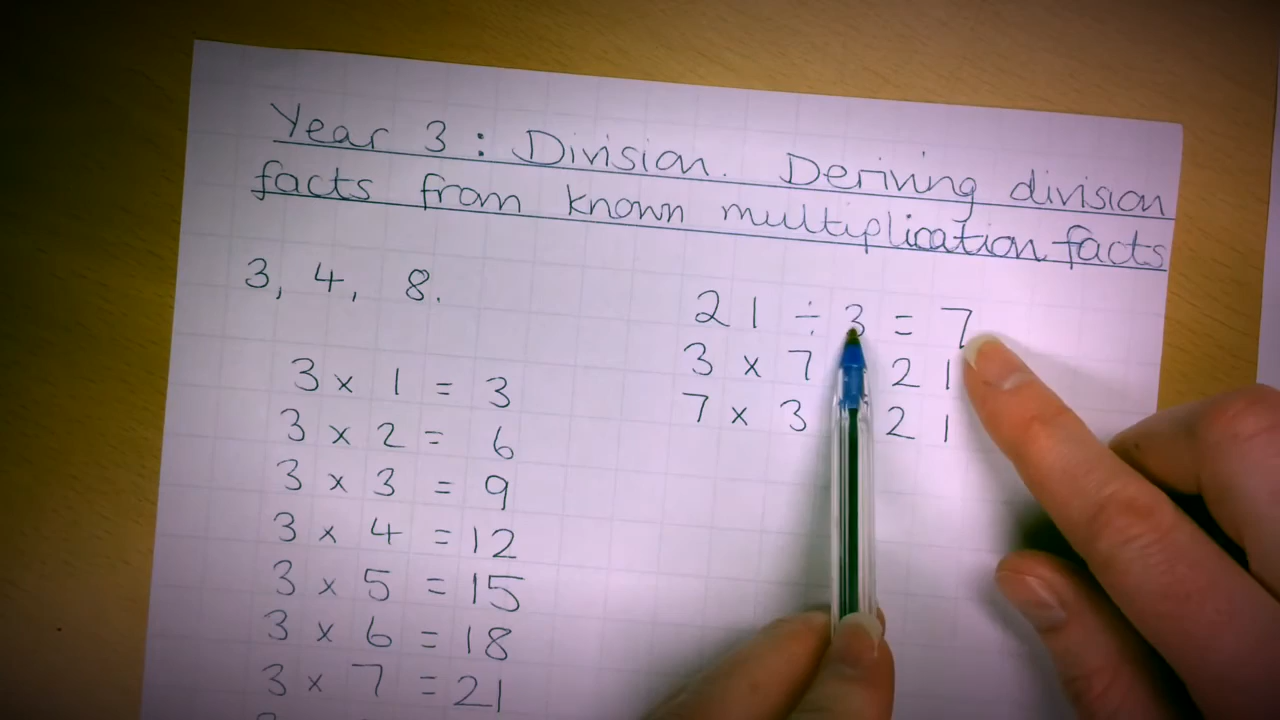 Year 3 : Division. Deriving division
facts from known multiplication facts
3, 4, 8.
3 x 1 = 3
3 x 2 = 6
3 x 3 = 9
3 x 4 = 12
3 x 5 = 15
3 x 6 = 18
3 x 7 = 21
21 ÷ 3 = 7
3 x 7 21
7 x 3 21